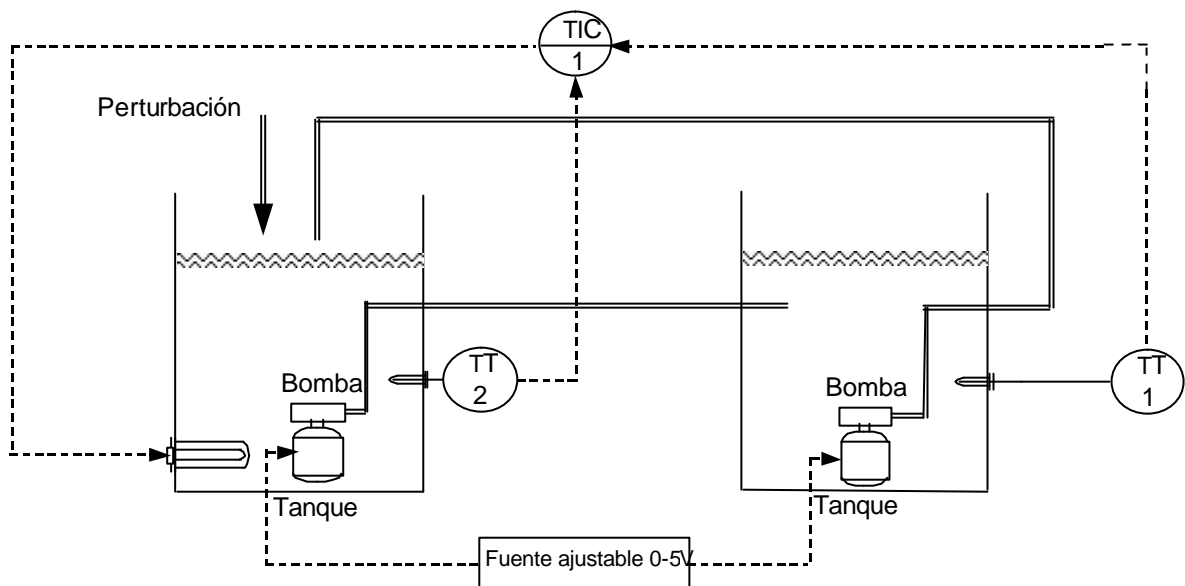 TIC
1
Perturbación
TT
2
Bomba
Tanque
Bomba
Tanque
TT
1
Fuente ajustable 0-5V